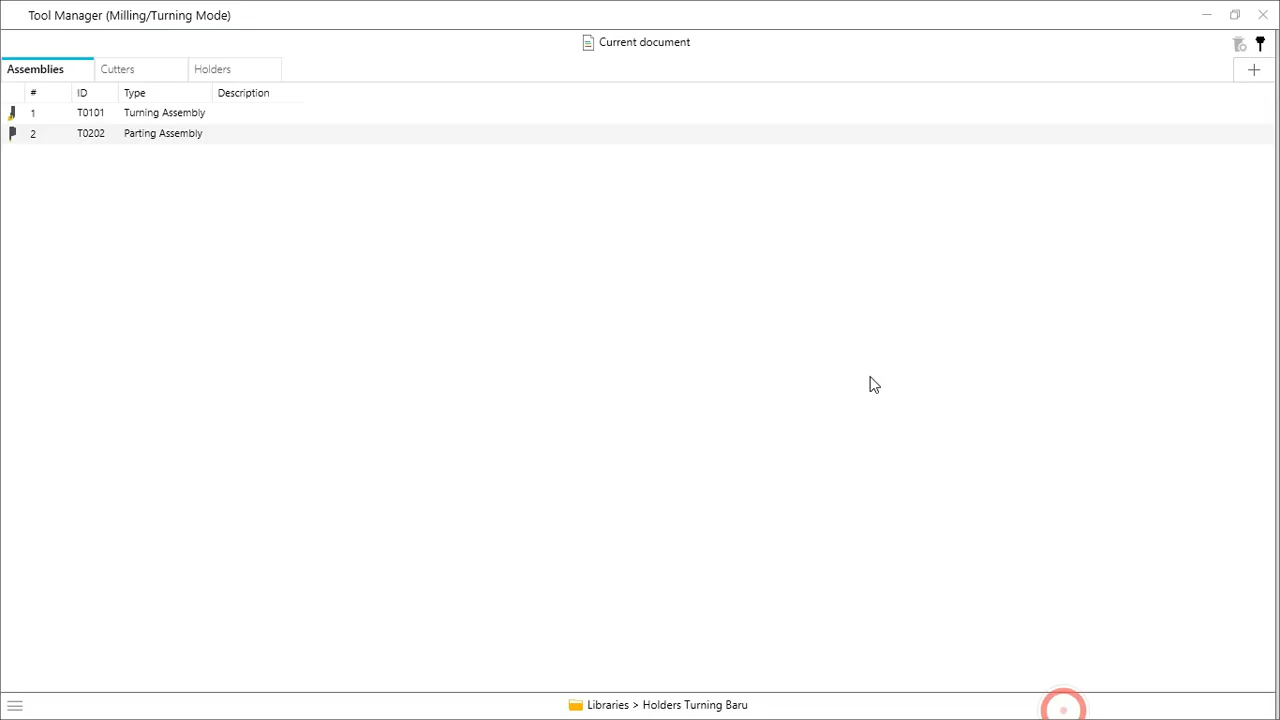 Tool Manager (Milling/Turning Mode)
Current document
Assemblies Cutters Holders
# ID Type Description
1 T0101 Turning Assembly
2 T0202 Parting Assembly
Libraries > Holders Turning Baru